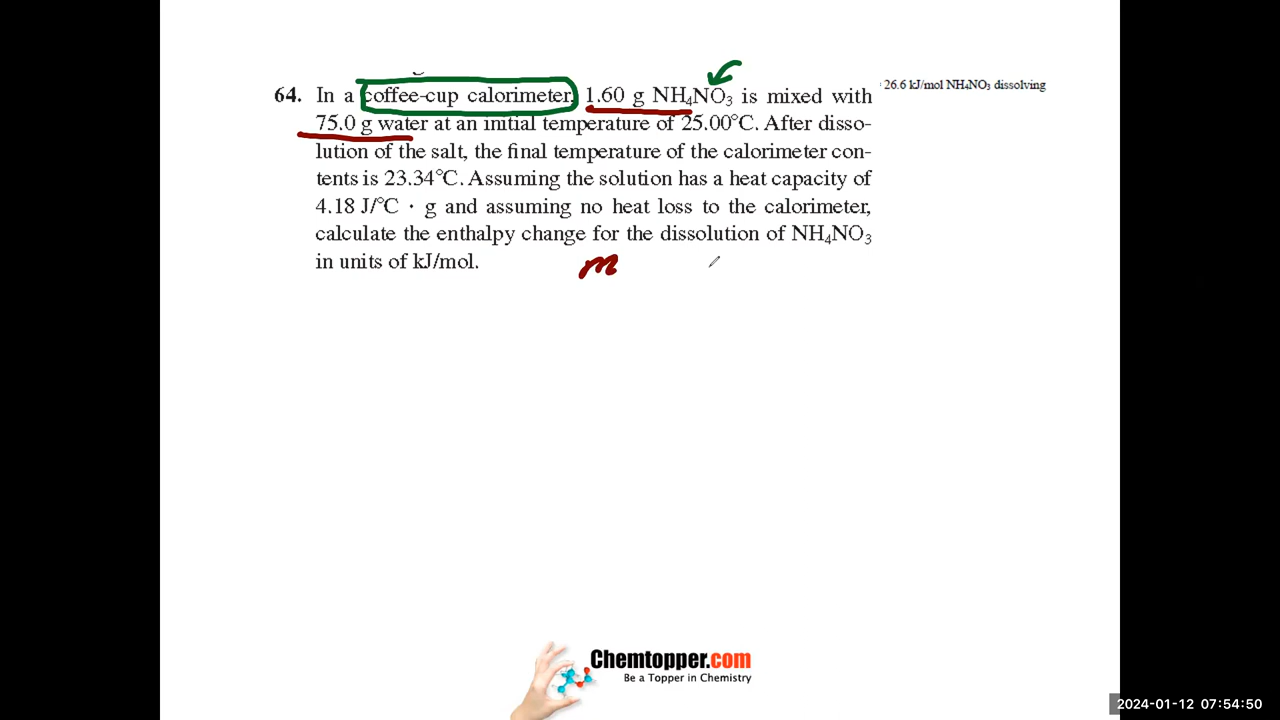 64. In a coffee-cup calorimeter, 1.60 g NH₄NO₃ is mixed with
75.0 g water at an initial temperature of 25.00°C. After disso-
lution of the salt, the final temperature of the calorimeter con-
tents is 23.34°C. Assuming the solution has a heat capacity of
4.18 J/°C · g and assuming no heat loss to the calorimeter,
calculate the enthalpy change for the dissolution of NH₄NO₃
in units of kJ/mol.
26.6 kJ/mol NH₄NO₃ dissolving
m
Chemtopper.com
Be a Topper in Chemistry
2024-01-12 07:54:50